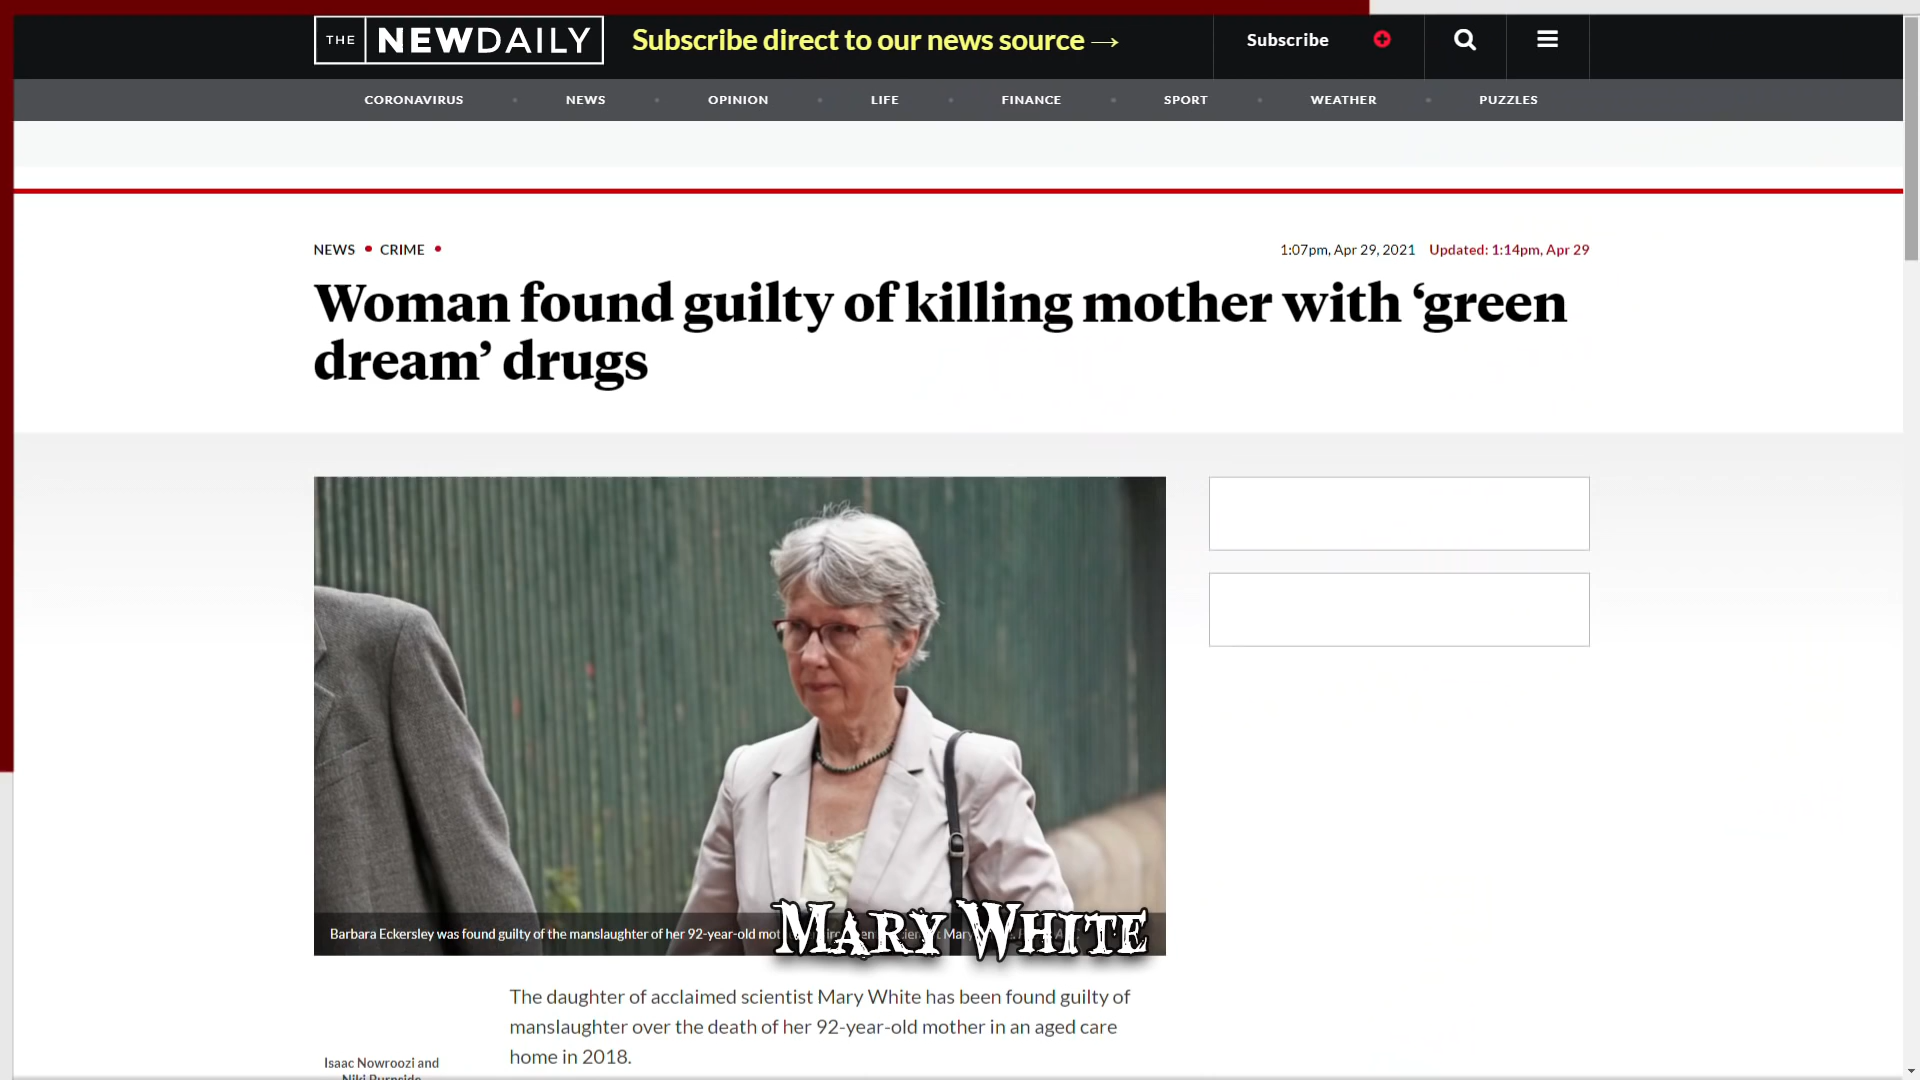 THE NEWDAILY
Subscribe direct to our news source →
Subscribe
CORONAVIRUS
NEWS
OPINION
LIFE
FINANCE
SPORT
WEATHER
PUZZLES
NEWS • CRIME •
1:07pm, Apr 29, 2021 Updated: 1:14pm, Apr 29
Woman found guilty of killing mother with ‘green
dream’ drugs
Barbara Eckersley was found guilty of the manslaughter of her 92-year-old
MARY WHITE
The daughter of acclaimed scientist Mary White has been found guilty of
manslaughter over the death of her 92-year-old mother in an aged care
home in 2018.
Isaac Nowroozi and